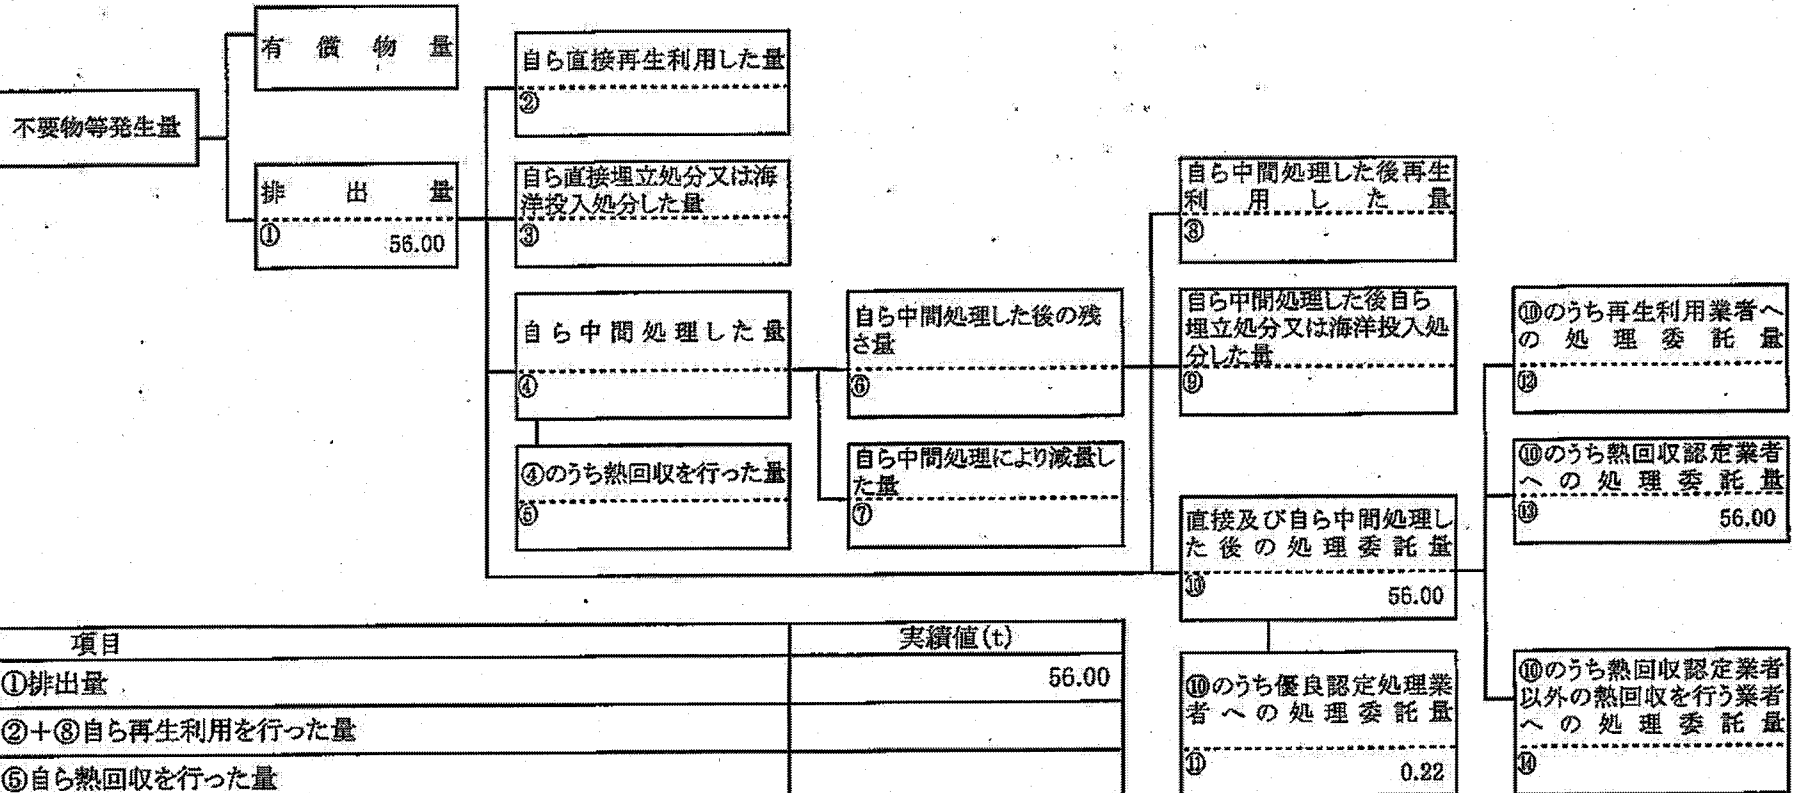 有償物量
不要物等発生量
排出量
①
56.00
自ら直接再生利用した量
②
自ら直接埋立処分又は海
洋投入処分した量
③
自ら中間処理した量
④
④のうち熱回収を行った量
⑤
自ら中間処理した後の残
さ量
⑥
自ら中間処理により減量し
た量
⑦
自ら中間処理した後再生
利用した量
⑧
自ら中間処理した後自ら
埋立処分又は海洋投入処
分した量
⑨
直接及び自ら中間処理し
た後の処理委託量
⑩
56.00
⑩のうち優良認定処理業
者への処理委託量
⑪
0.22
⑩のうち再生利用業者へ
の処理委託量
⑫
⑩のうち熱回収認定業者
への処理委託量
⑬
56.00
⑩のうち熱回収認定業者
以外の熱回収を行う業者
への処理委託量
⑭
項目
実績値(t)
①排出量
56.00
②+⑧自ら再生利用を行った量
⑤自ら熱回収を行った量